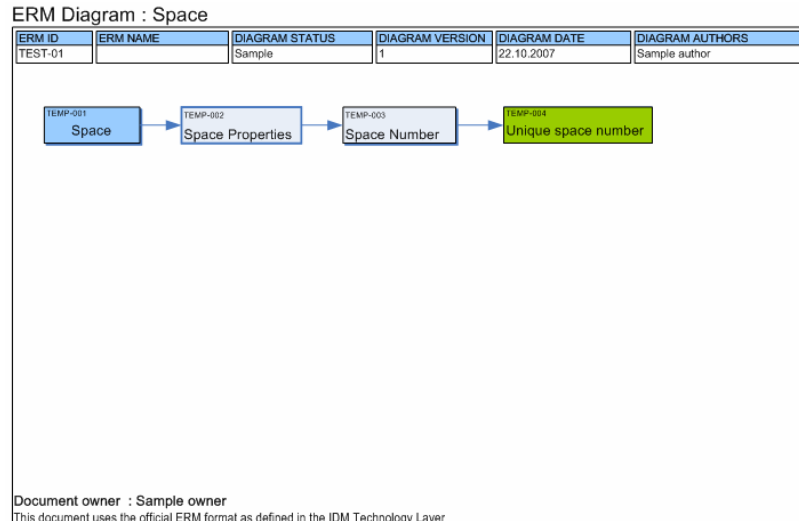 ERM Diagram : Space
ERM ID ERM NAME DIAGRAM STATUS DIAGRAM VERSION DIAGRAM DATE DIAGRAM AUTHORS
TEST-01 Sample 1 22.10.2007 Sample author
TEMP-001 TEMP-002 TEMP-003 TEMP-004
Space Space Properties Space Number Unique space number
Document owner : Sample owner
This document uses the official ERM format as defined in the IDM Technology Layer